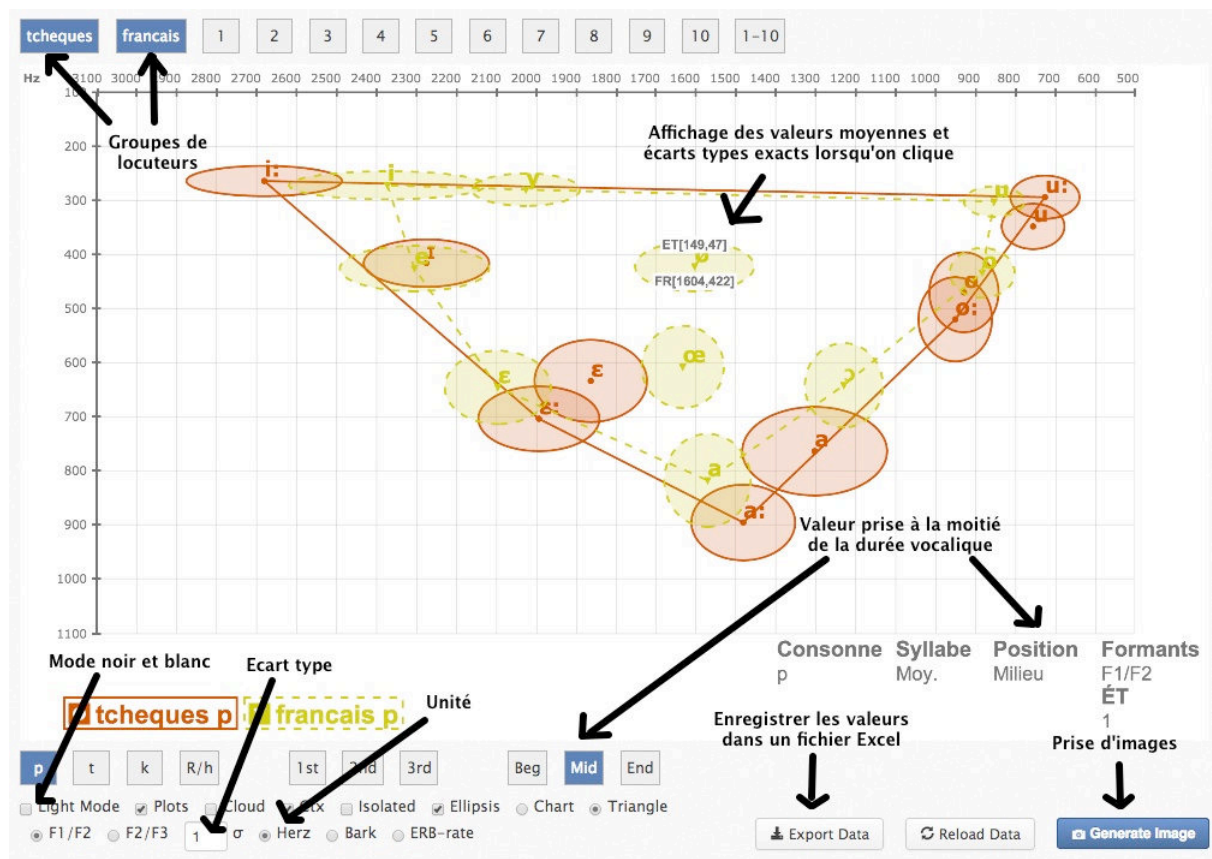 tcheques francais 1 2 3 4 5 6 7 8 9 10 1-10
Hz 3100 3000 2900 2800 2700 2600 2500 2400 2300 2200 2100 2000 1900 1800 1700 1600 1500 1400 1300 1200 1100 1000 900 800 700 600 500
100
Groupes de
locuteurs
Affichage des valeurs moyennes et
écarts types exacts lorsqu'on clique
200
i: i y u u:
300
u
ET[149,47]
400
e ɪ ø o
FR[1604,422]
o
500
ø:
600
œ
ɛ ɛ ɔ
700
ɛ: a
800
a
900
a:
Valeur prise à la moitié
de la durée vocalique
1000
1100
Consonne Syllabe Position Formants
p Moy. Milieu F1/F2
ÉT
1
Mode noir et blanc
Ecart type
Unité
tcheques p francais p
Enregistrer les valeurs
dans un fichier Excel
Prise d'images
p t k R/h 1st 2nd 3rd Beg Mid End
Light Mode Plots Cloud Ctx Isolated Ellipsis Chart Triangle
F1/F2 F2/F3 1 σ Herz Bark ERB-rate
Export Data Reload Data Generate Image